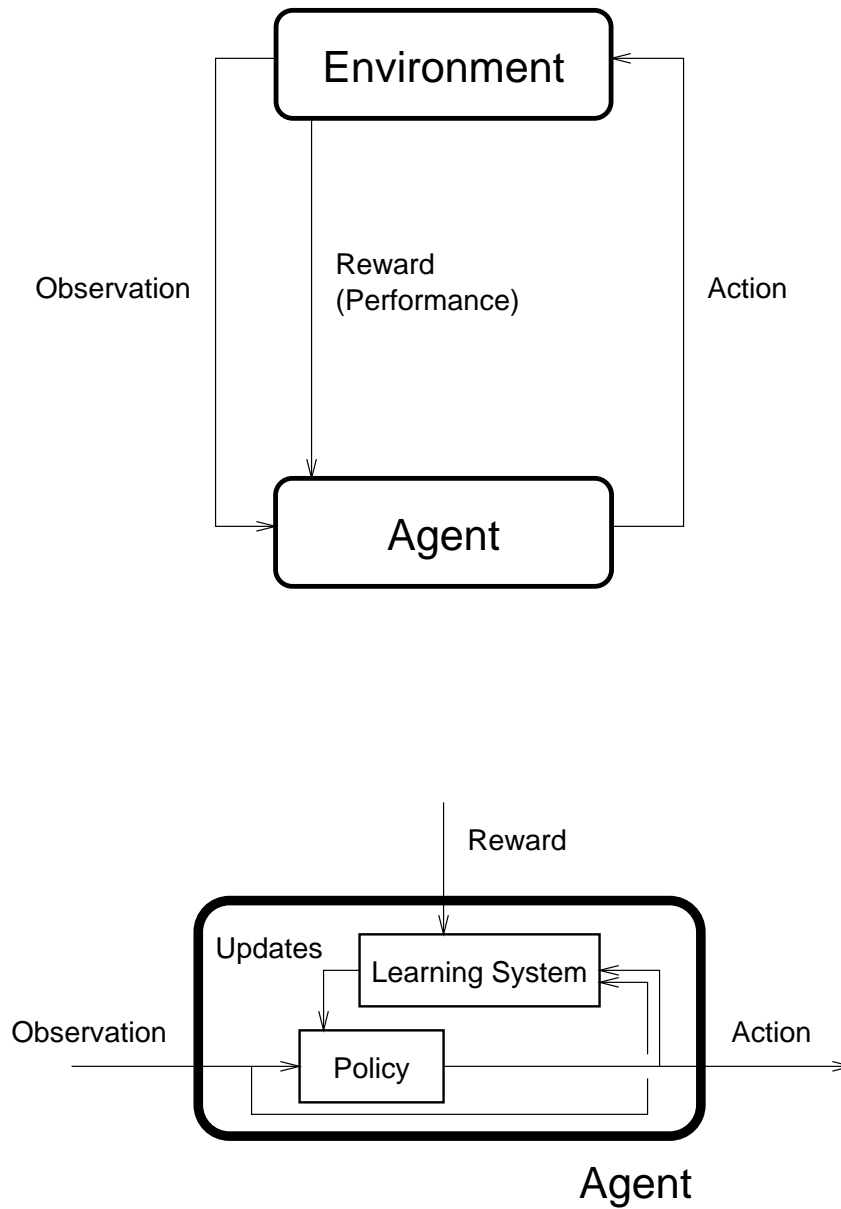 Environment
Observation
Reward
(Performance)
Action
Agent
Reward
Updates
Learning System
Observation
Policy
Action
Agent